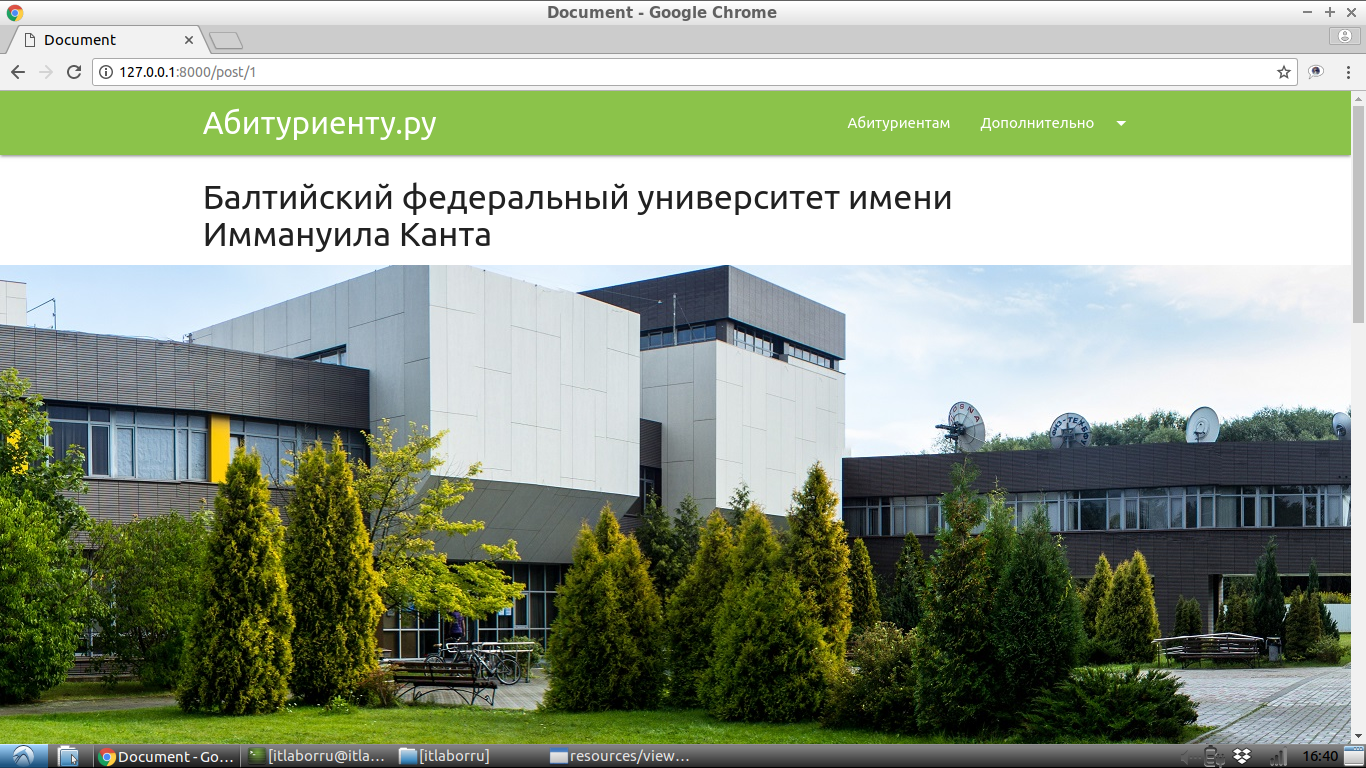 Document - Google Chrome
Document
127.0.0.1:8000/post/1
Абитуриенту.ру
Абитуриентам
Дополнительно
Балтийский федеральный университет имени
Иммануила Канта
Document - Go...
[itlaborru@itla...
[itlaborru]
resources/view...
16:40